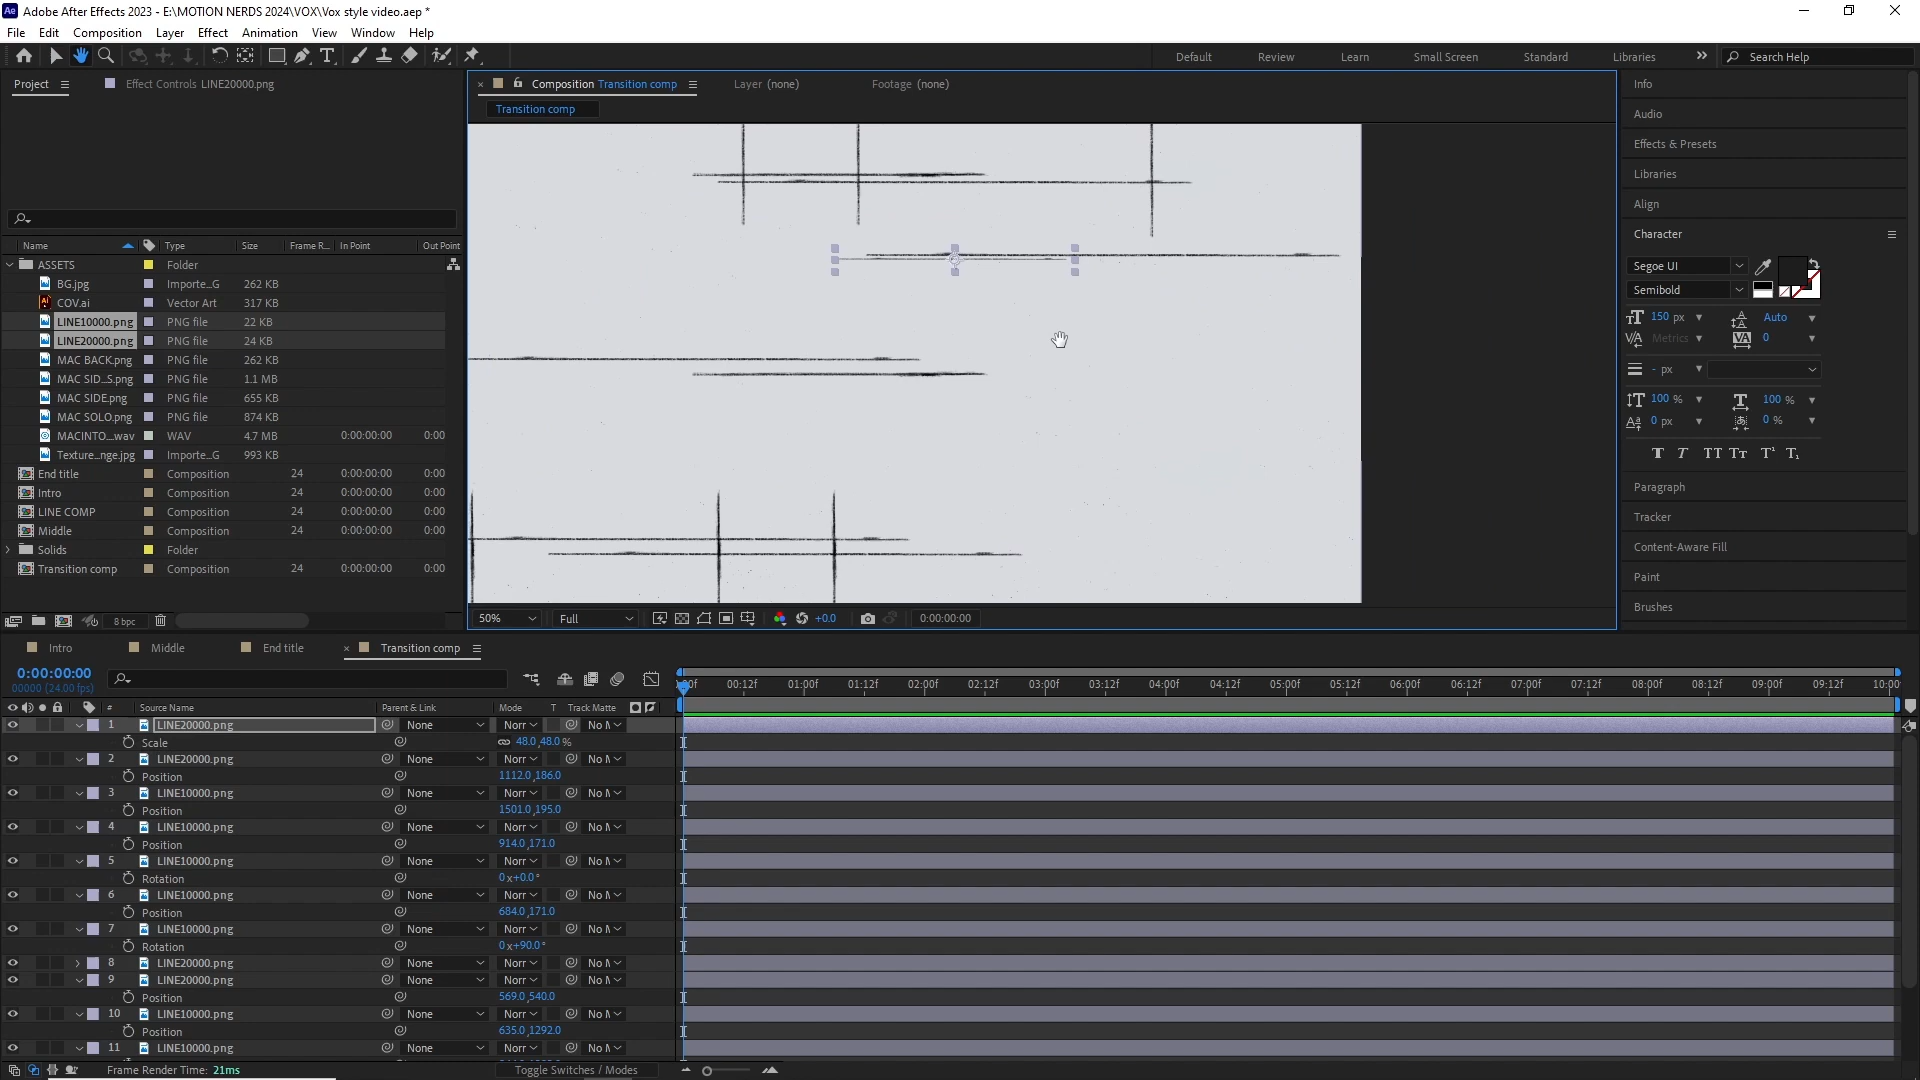 Adobe After Effects 2023 - E:\MOTION NERDS 2024\VOX\Vox style video.aep *
File Edit Composition Layer Effect Animation View Window Help
Default Review Learn Small Screen Standard Libraries Search Help
Project Effect Controls LINE20000.png
Composition Transition comp Layer (none) Footage (none)
Transition comp
Name Type Size Frame R... In Point Out Point
ASSETS Folder
BG.jpg Importe...G 262 KB
COV.ai Vector Art 317 KB
LINE10000.png PNG file 22 KB
LINE20000.png PNG file 24 KB
MAC BACK.png PNG file 262 KB
MAC SID...S.png PNG file 1.1 MB
MAC SIDE.png PNG file 655 KB
MAC SOLO.png PNG file 874 KB
MACINTO...wav WAV 4.7 MB 0:00:00:00 0:00
Texture...nge.jpg Importe...G 993 KB
End title Composition 24 0:00:00:00 0:00
Intro Composition 24 0:00:00:00 0:00
LINE COMP Composition 24 0:00:00:00 0:00
Middle Composition 24 0:00:00:00 0:00
Solids Folder
Transition comp Composition 24 0:00:00:00 0:00
8 bpc
50% Full +0.0 0:00:00:00
Info
Audio
Effects & Presets
Libraries
Align
Character
Segoe UI
Semibold
150 px Auto
Metrics 0
- px
100 % 100 %
0 px 0 %
T T TT Tt T¹ T₁
Paragraph
Tracker
Content-Aware Fill
Paint
Brushes
Intro Middle End title Transition comp
0:00:00:00
00000 (24.00 fps)
00f 00:12f 01:00f 01:12f 02:00f 02:12f 03:00f 03:12f 04:00f 04:12f 05:00f 05:12f 06:00f 06:12f 07:00f 07:12f 08:00f 08:12f 09:00f 09:12f 10:00
# Source Name Parent & Link Mode T Track Matte
1 LINE20000.png None Norr No M
Scale 48.0,48.0 %
2 LINE20000.png None Norr No M
Position 1112.0,186.0
3 LINE10000.png None Norr No M
Position 1501.0,195.0
4 LINE10000.png None Norr No M
Position 914.0,171.0
5 LINE10000.png None Norr No M
Rotation 0x+0.0°
6 LINE10000.png None Norr No M
Position 684.0,171.0
7 LINE10000.png None Norr No M
Rotation 0x+90.0°
8 LINE20000.png None Norr No M
9 LINE20000.png None Norr No M
Position 569.0,540.0
10 LINE10000.png None Norr No M
Position 635.0,1292.0
11 LINE10000.png None Norr No M
Frame Render Time: 21ms Toggle Switches / Modes